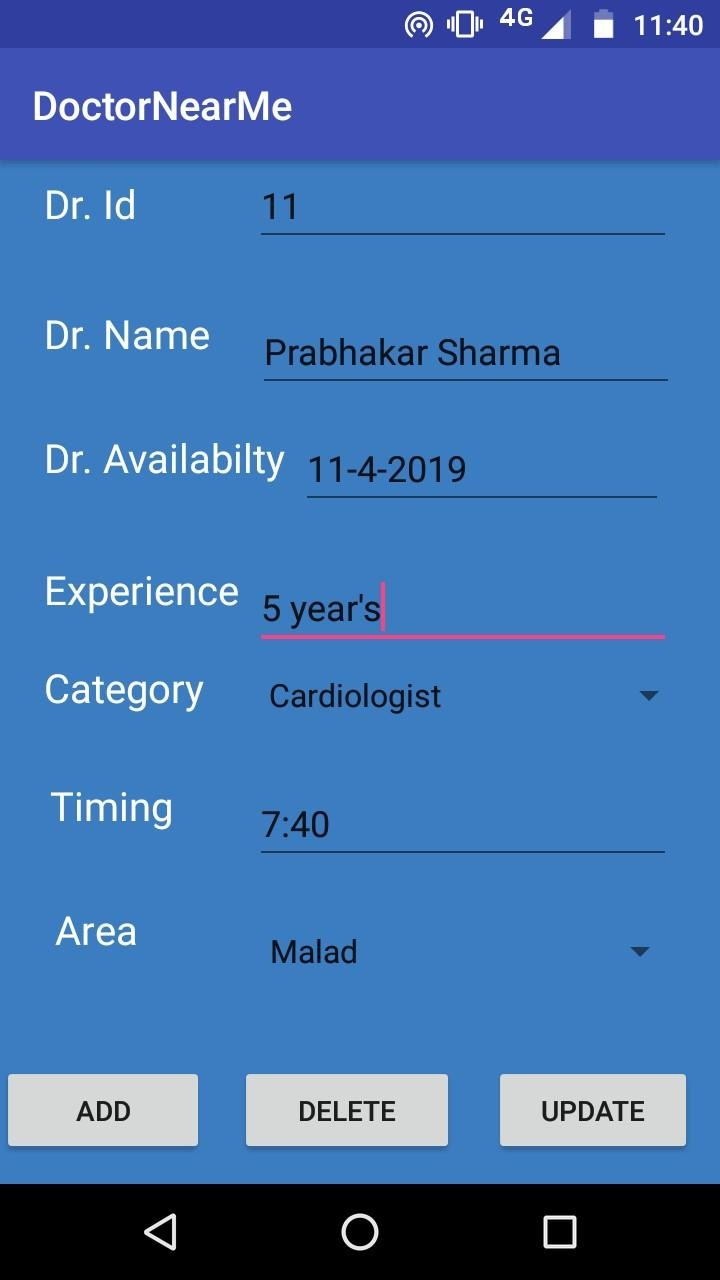 4G 11:40
DoctorNearMe
Dr. Id 11
Dr. Name Prabhakar Sharma
Dr. Availabilty 11-4-2019
Experience 5 year's
Category Cardiologist
Timing 7:40
Area Malad
ADD DELETE UPDATE